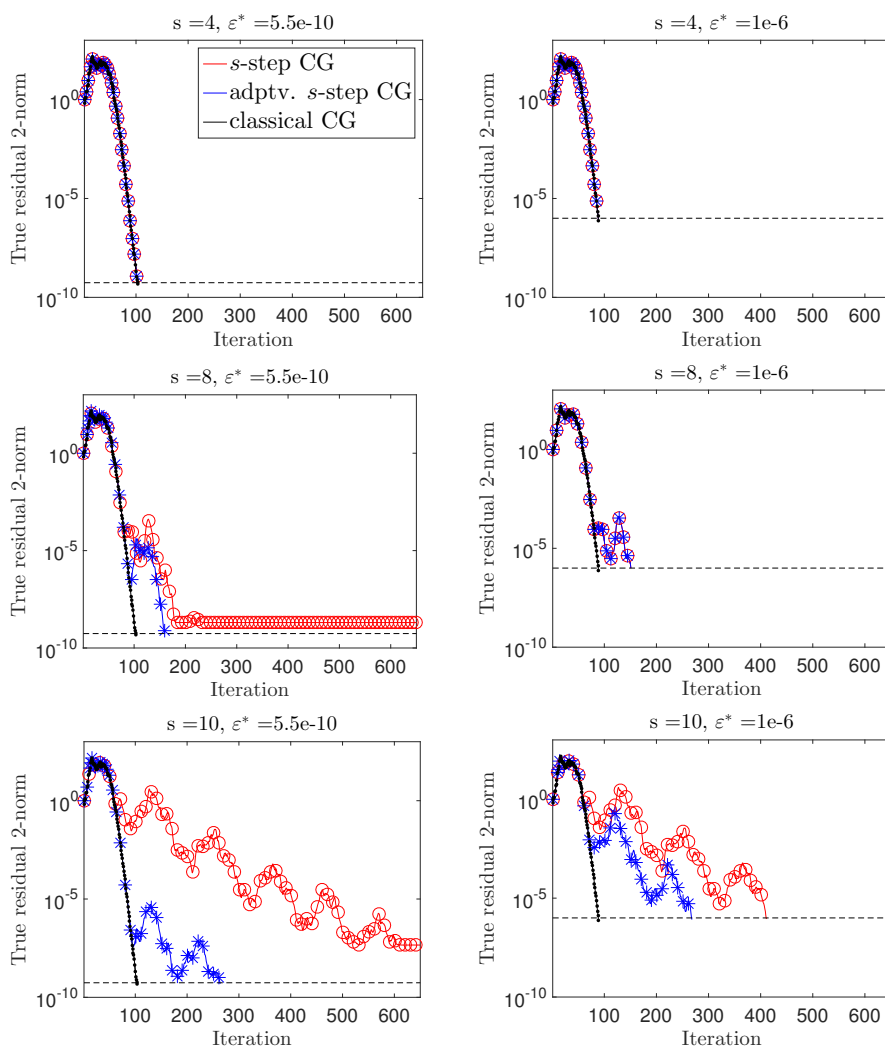 s =4, ε* =5.5e-10
True residual 2-norm
10^0
10^-5
10^-10
s-step CG
adptv. s-step CG
classical CG
100 200 300 400 500 600
Iteration
s =4, ε* =1e-6
True residual 2-norm
10^0
10^-5
10^-10
100 200 300 400 500 600
Iteration
s =8, ε* =5.5e-10
True residual 2-norm
10^0
10^-5
10^-10
100 200 300 400 500 600
Iteration
s =8, ε* =1e-6
True residual 2-norm
10^0
10^-5
10^-10
100 200 300 400 500 600
Iteration
s =10, ε* =5.5e-10
True residual 2-norm
10^0
10^-5
10^-10
100 200 300 400 500 600
Iteration
s =10, ε* =1e-6
True residual 2-norm
10^0
10^-5
10^-10
100 200 300 400 500 600
Iteration